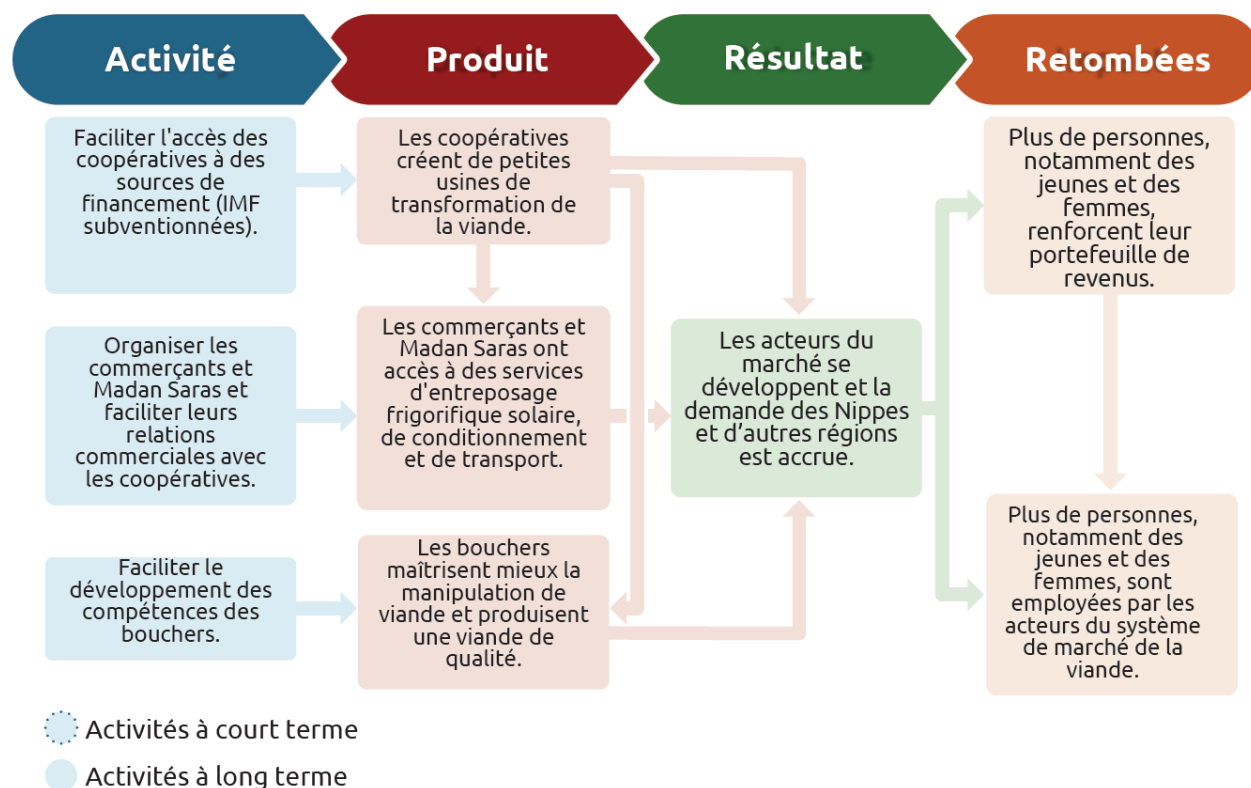 Activité
Produit
Résultat
Retombées
Faciliter l'accès des
coopératives à des
sources de
financement (IMF
subventionnées).
Les coopératives
créent de petites
usines de
transformation de
la viande.
Plus de personnes,
notamment des
jeunes et des
femmes,
renforcent leur
portefeuille de
revenus.
Organiser les
commerçants et
Madan Saras et
faciliter leurs
relations
commerciales avec
les coopératives.
Les commerçants et
Madan Saras ont
accès à des services
d'entreposage
frigorifique solaire,
de conditionnement
et de transport.
Les acteurs du
marché se
développent et la
demande des Nippes
et d’autres régions
est accrue.
Faciliter le
développement des
compétences des
bouchers.
Les bouchers
maîtrisent mieux la
manipulation de
viande et produisent
une viande de
qualité.
Plus de personnes,
notamment des
jeunes et des
femmes, sont
employées par les
acteurs du système
de marché de la
viande.
Activités à court terme
Activités à long terme